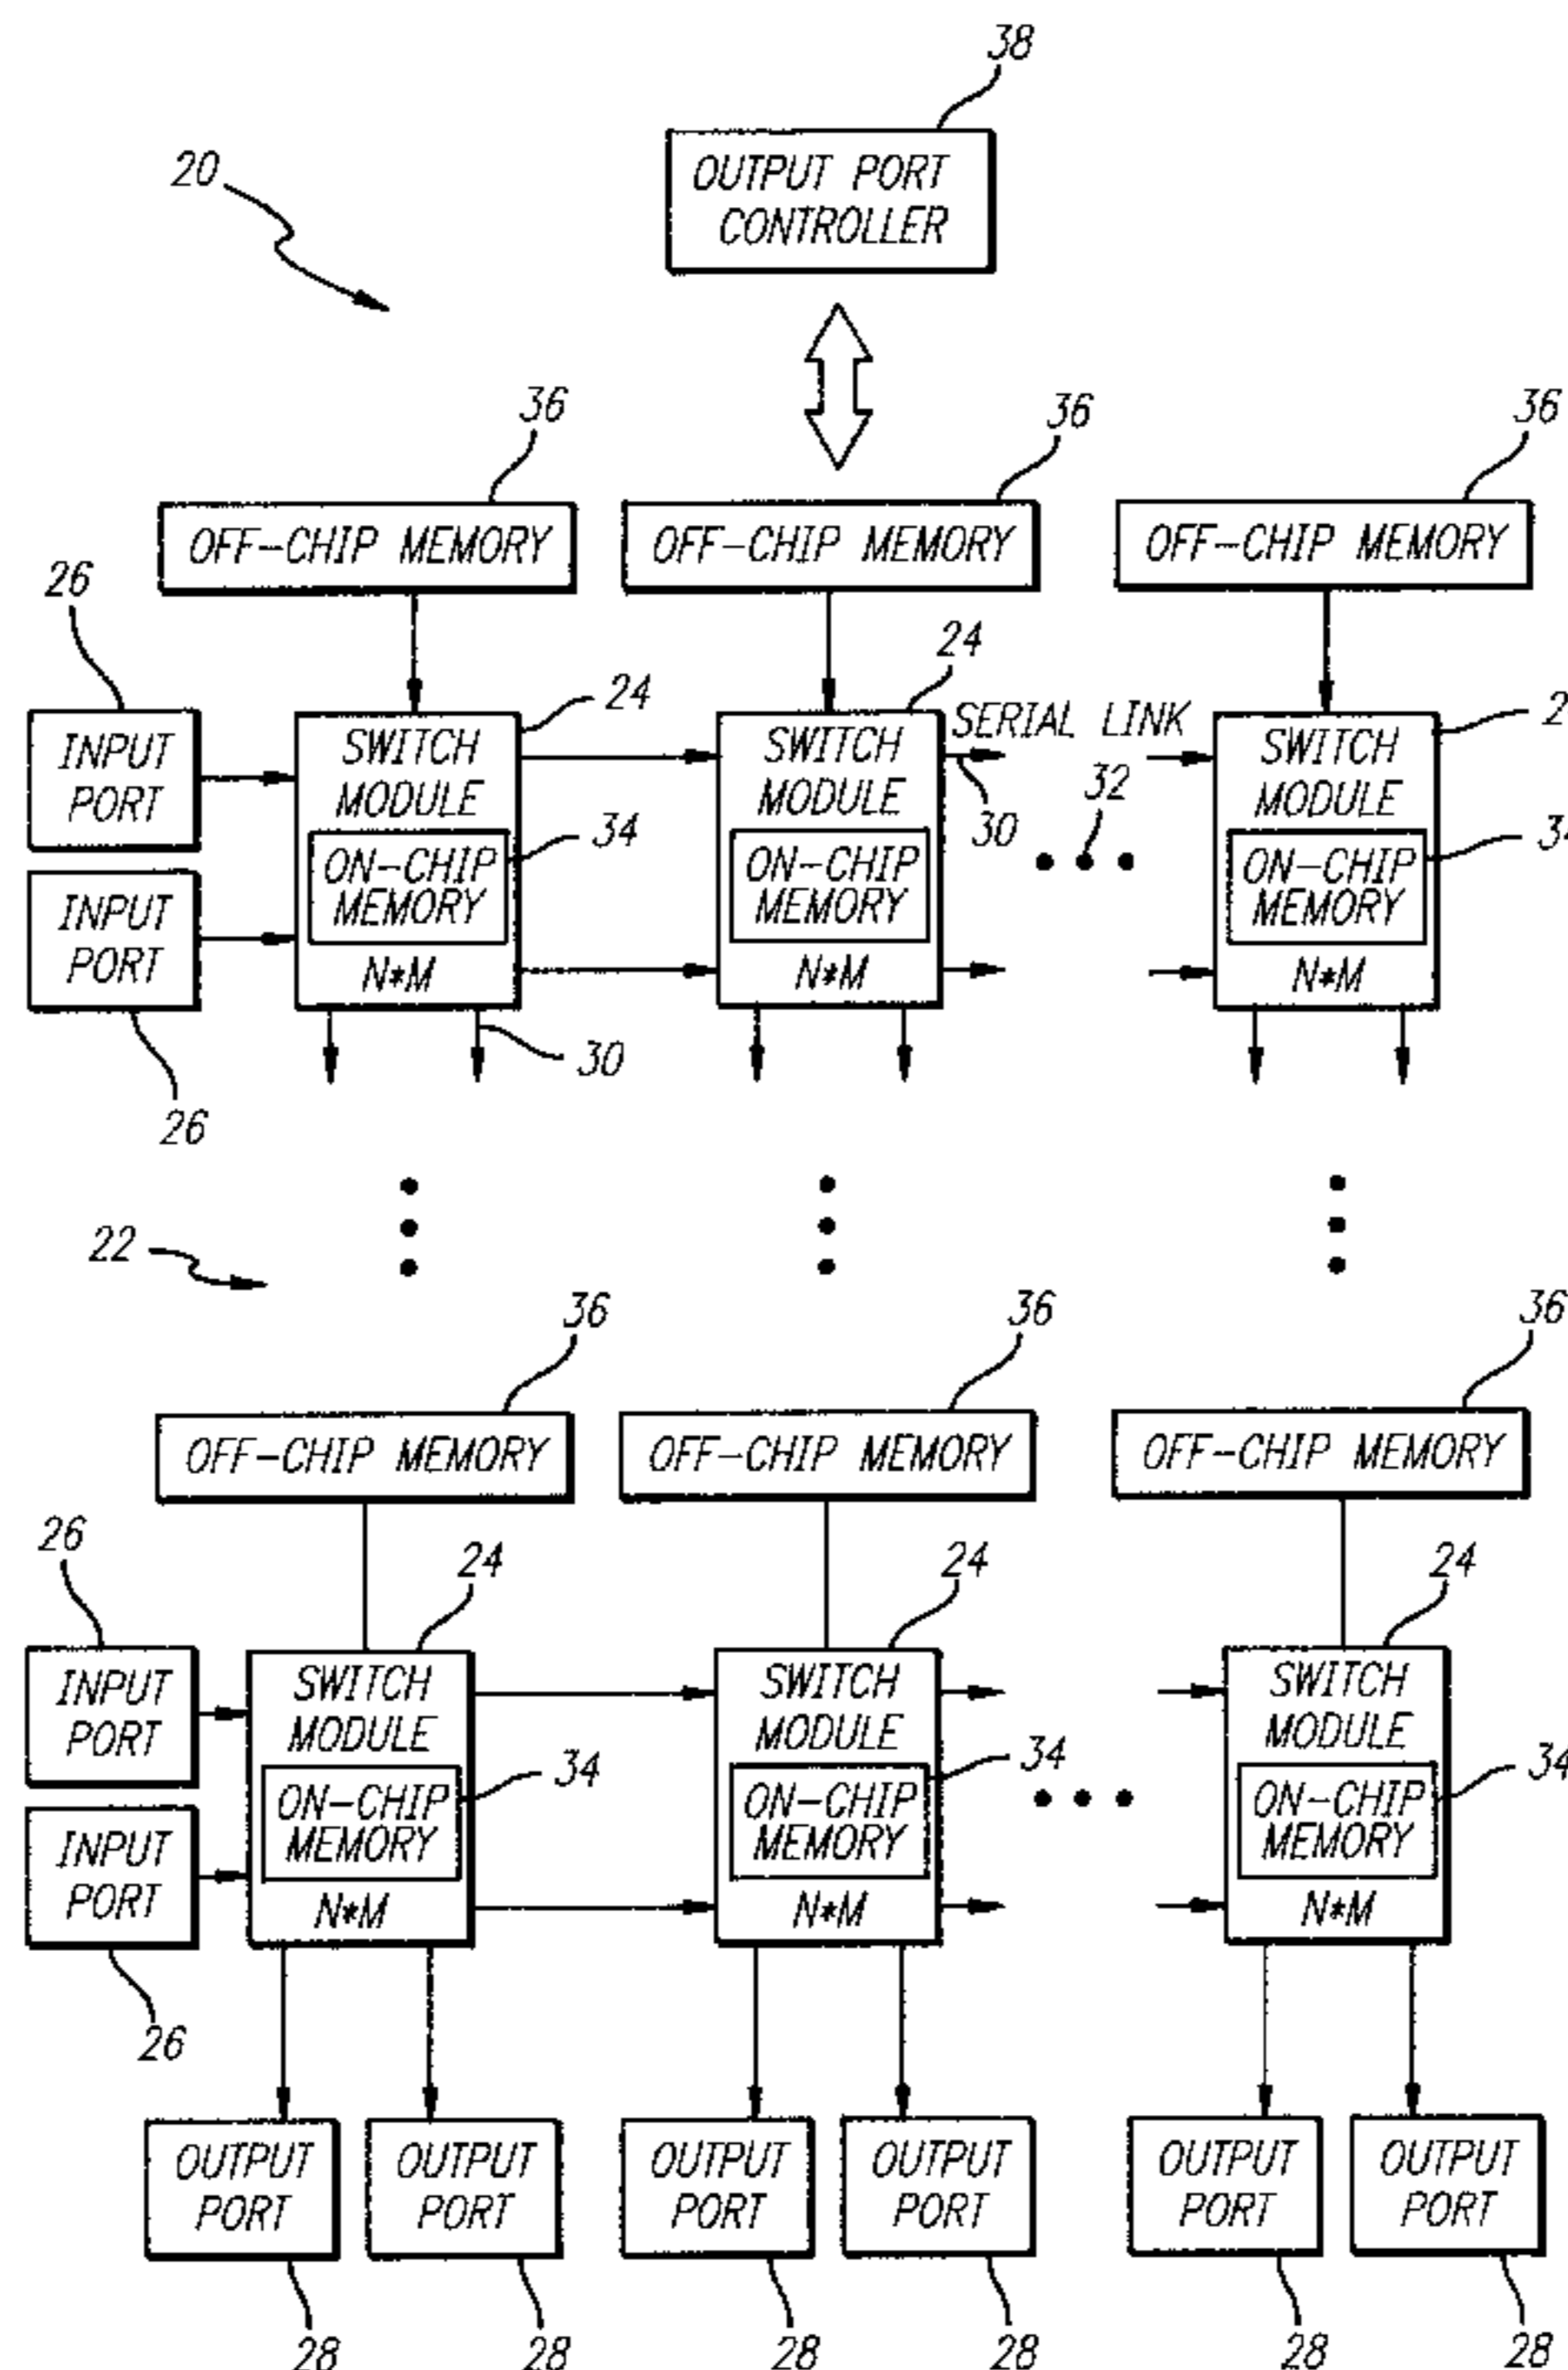 38
20
OUTPUT PORT
CONTROLLER
36 36 36
OFF-CHIP MEMORY OFF-CHIP MEMORY OFF-CHIP MEMORY
26 24
24 SERIAL LINK 2
INPUT SWITCH SWITCH SWITCH
PORT MODULE MODULE 32 MODULE
34 30 34
INPUT ON-CHIP ON-CHIP ON-CHIP
PORT MEMORY MEMORY MEMORY
N*M N*M N*M
30
26
22
36 36 36
OFF-CHIP MEMORY OFF-CHIP MEMORY OFF-CHIP MEMORY
26 24 24 24
INPUT SWITCH SWITCH SWITCH
PORT MODULE MODULE MODULE
34 34 34
INPUT ON-CHIP ON-CHIP ON-CHIP
PORT MEMORY MEMORY MEMORY
N*M N*M N*M
26
OUTPUT OUTPUT OUTPUT OUTPUT OUTPUT OUTPUT
PORT PORT PORT PORT PORT PORT
28 28 28 28 28 28